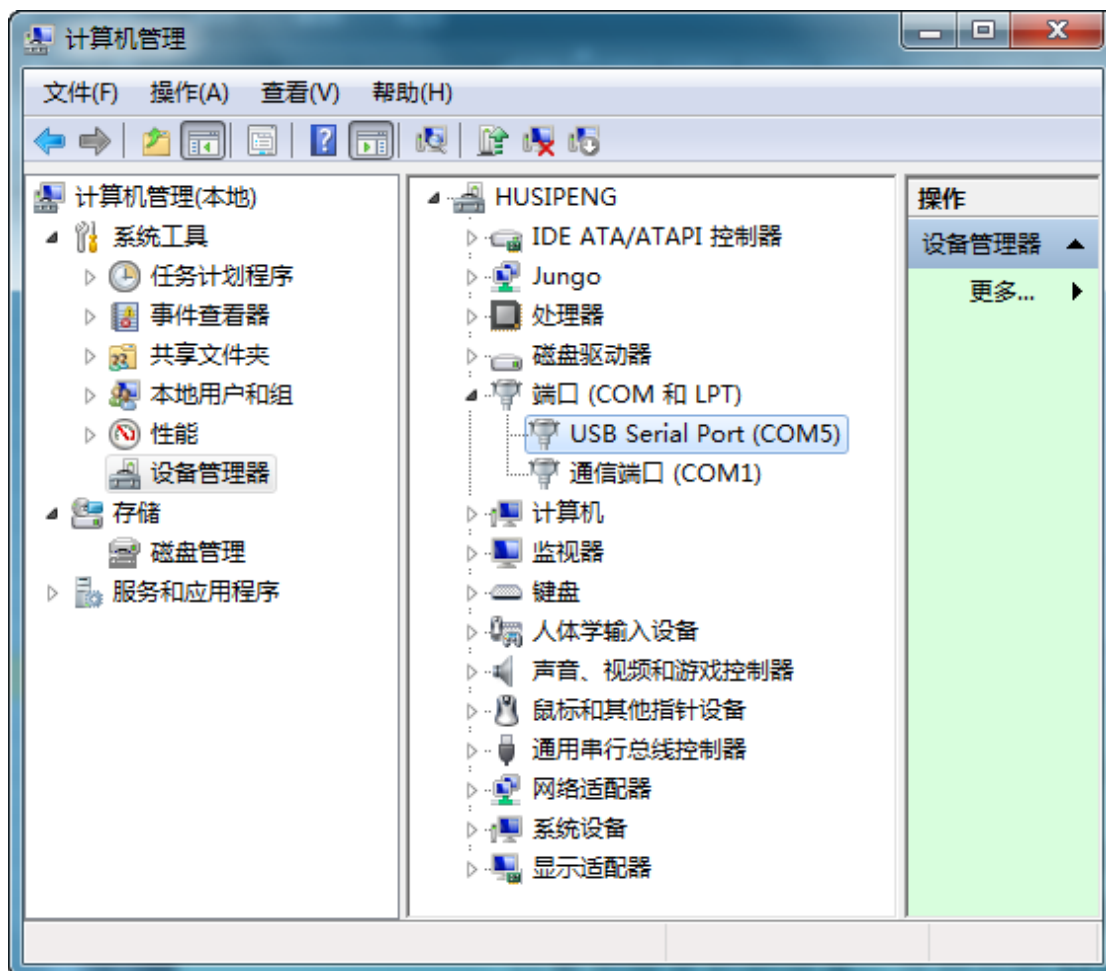 计算机管理
文件(F) 操作(A) 查看(V) 帮助(H)
计算机管理(本地)
系统工具
任务计划程序
事件查看器
共享文件夹
本地用户和组
性能
设备管理器
存储
磁盘管理
服务和应用程序
HUSIPENG
IDE ATA/ATAPI 控制器
Jungo
处理器
磁盘驱动器
端口 (COM 和 LPT)
USB Serial Port (COM5)
通信端口 (COM1)
计算机
监视器
键盘
人体学输入设备
声音、视频和游戏控制器
鼠标和其他指针设备
通用串行总线控制器
网络适配器
系统设备
显示适配器
操作
设备管理器
更多...